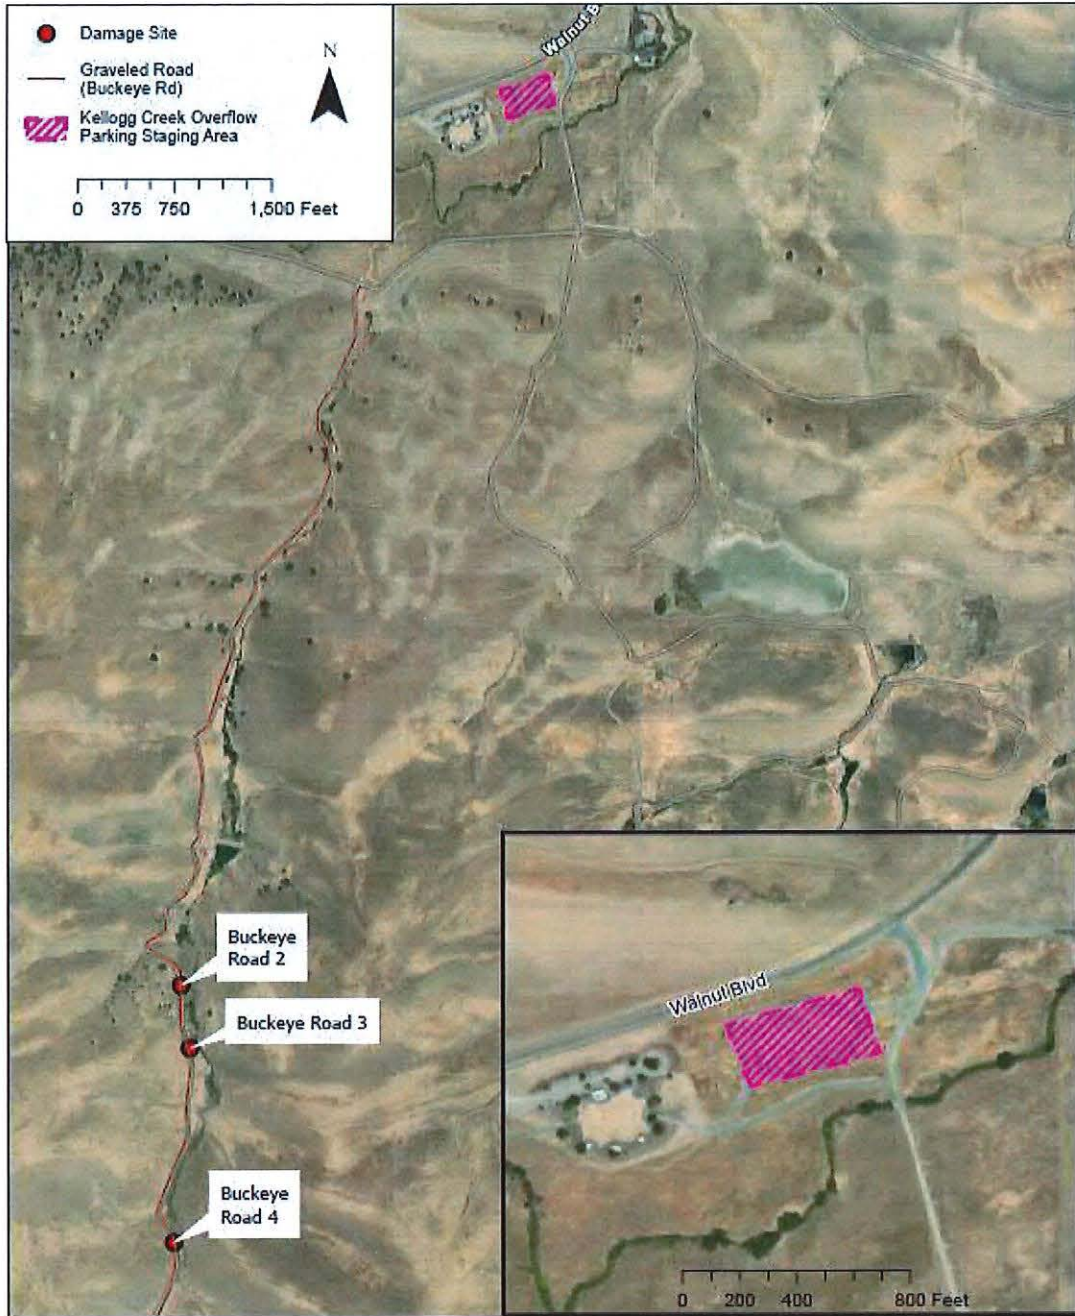 Damage Site
Graveled Road
(Buckeye Rd)
Kellogg Creek Overflow
Parking Staging Area
N
0 375 750 1,500 Feet
Walnut B
Buckeye
Road 2
Buckeye Road 3
Buckeye
Road 4
Walnut Blvd
0 200 400 800 Feet